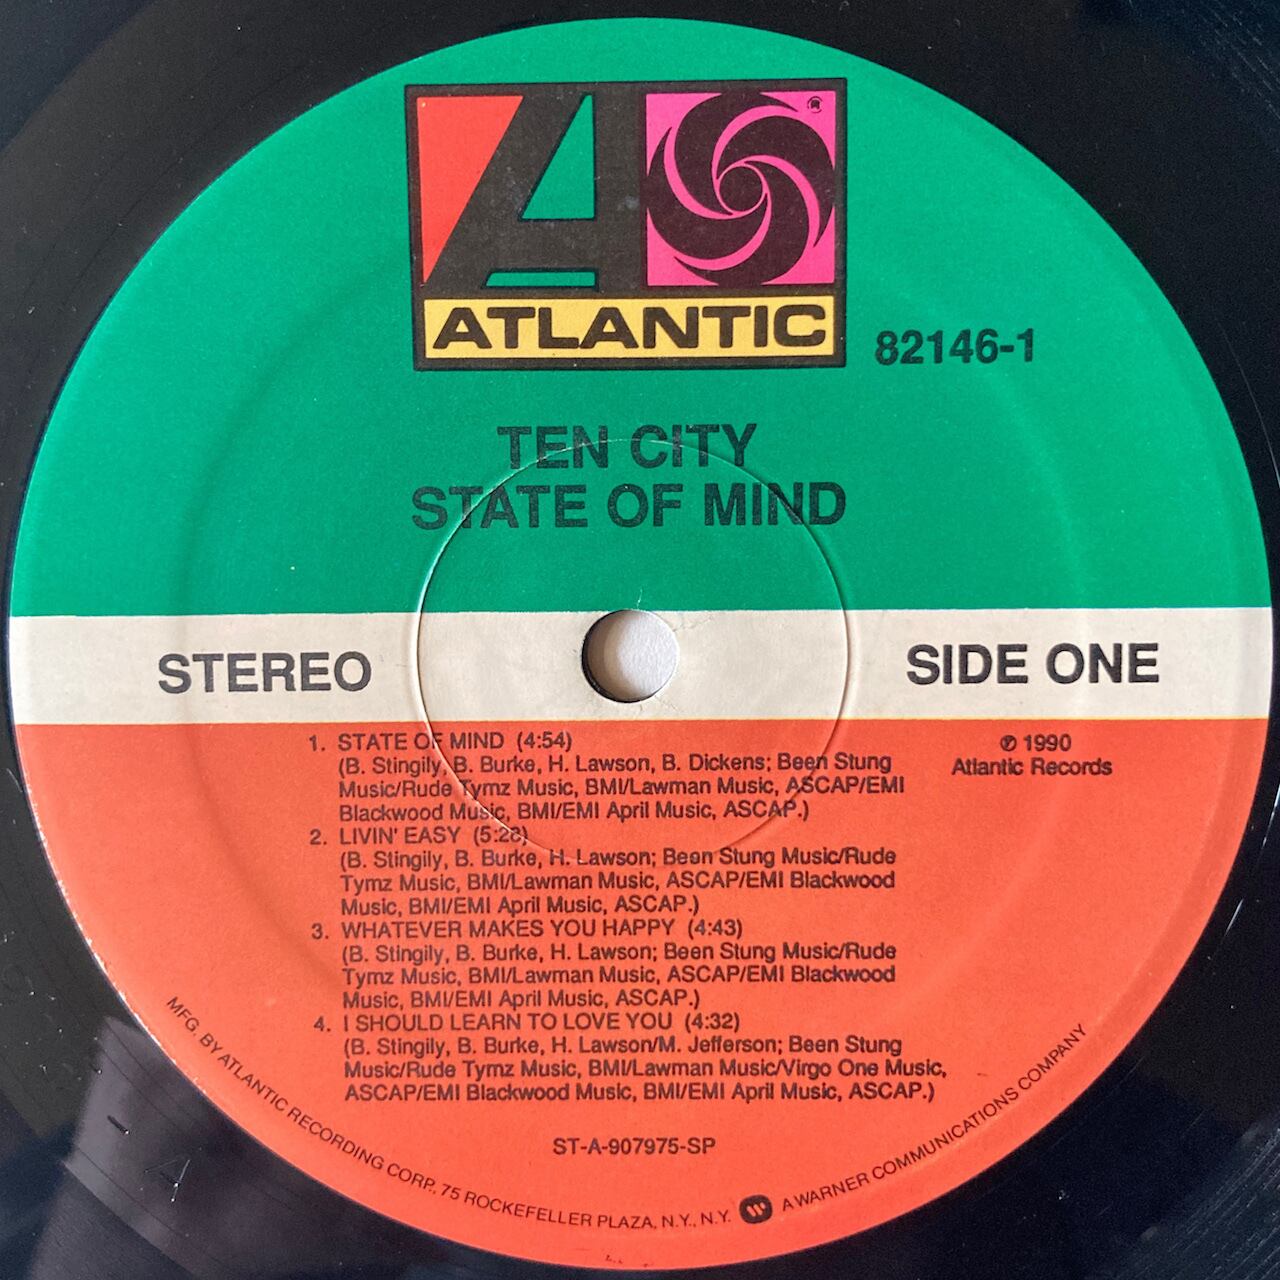 ATLANTIC
82146-1
TEN CITY
STATE OF MIND
STEREO
SIDE ONE
1. STATE OF MIND (4:54)
(B. Stingily, B. Burke, H. Lawson, B. Dickens; Been Stung
Music/Rude Tymz Music, BMI/Lawman Music, ASCAP/EMI
Blackwood Music, BMI/EMI April Music, ASCAP.)
℗ 1990
Atlantic Records
2. LIVIN' EASY (5:28)
(B. Stingily, B. Burke, H. Lawson; Been Stung Music/Rude
Tymz Music, BMI/Lawman Music, ASCAP/EMI Blackwood
Music, BMI/EMI April Music, ASCAP.)
3. WHATEVER MAKES YOU HAPPY (4:43)
(B. Stingily, B. Burke, H. Lawson; Been Stung Music/Rude
Tymz Music, BMI/Lawman Music, ASCAP/EMI Blackwood
Music, BMI/EMI April Music, ASCAP.)
4. I SHOULD LEARN TO LOVE YOU (4:32)
(B. Stingily, B. Burke, H. Lawson/M. Jefferson; Been Stung
Music/Rude Tymz Music, BMI/Lawman Music/Virgo One Music,
ASCAP/EMI Blackwood Music, BMI/EMI April Music, ASCAP.)
ST-A-907975-SP
MFG. BY ATLANTIC RECORDING CORP., 75 ROCKEFELLER PLAZA, N.Y., N.Y. A WARNER COMMUNICATIONS COMPANY